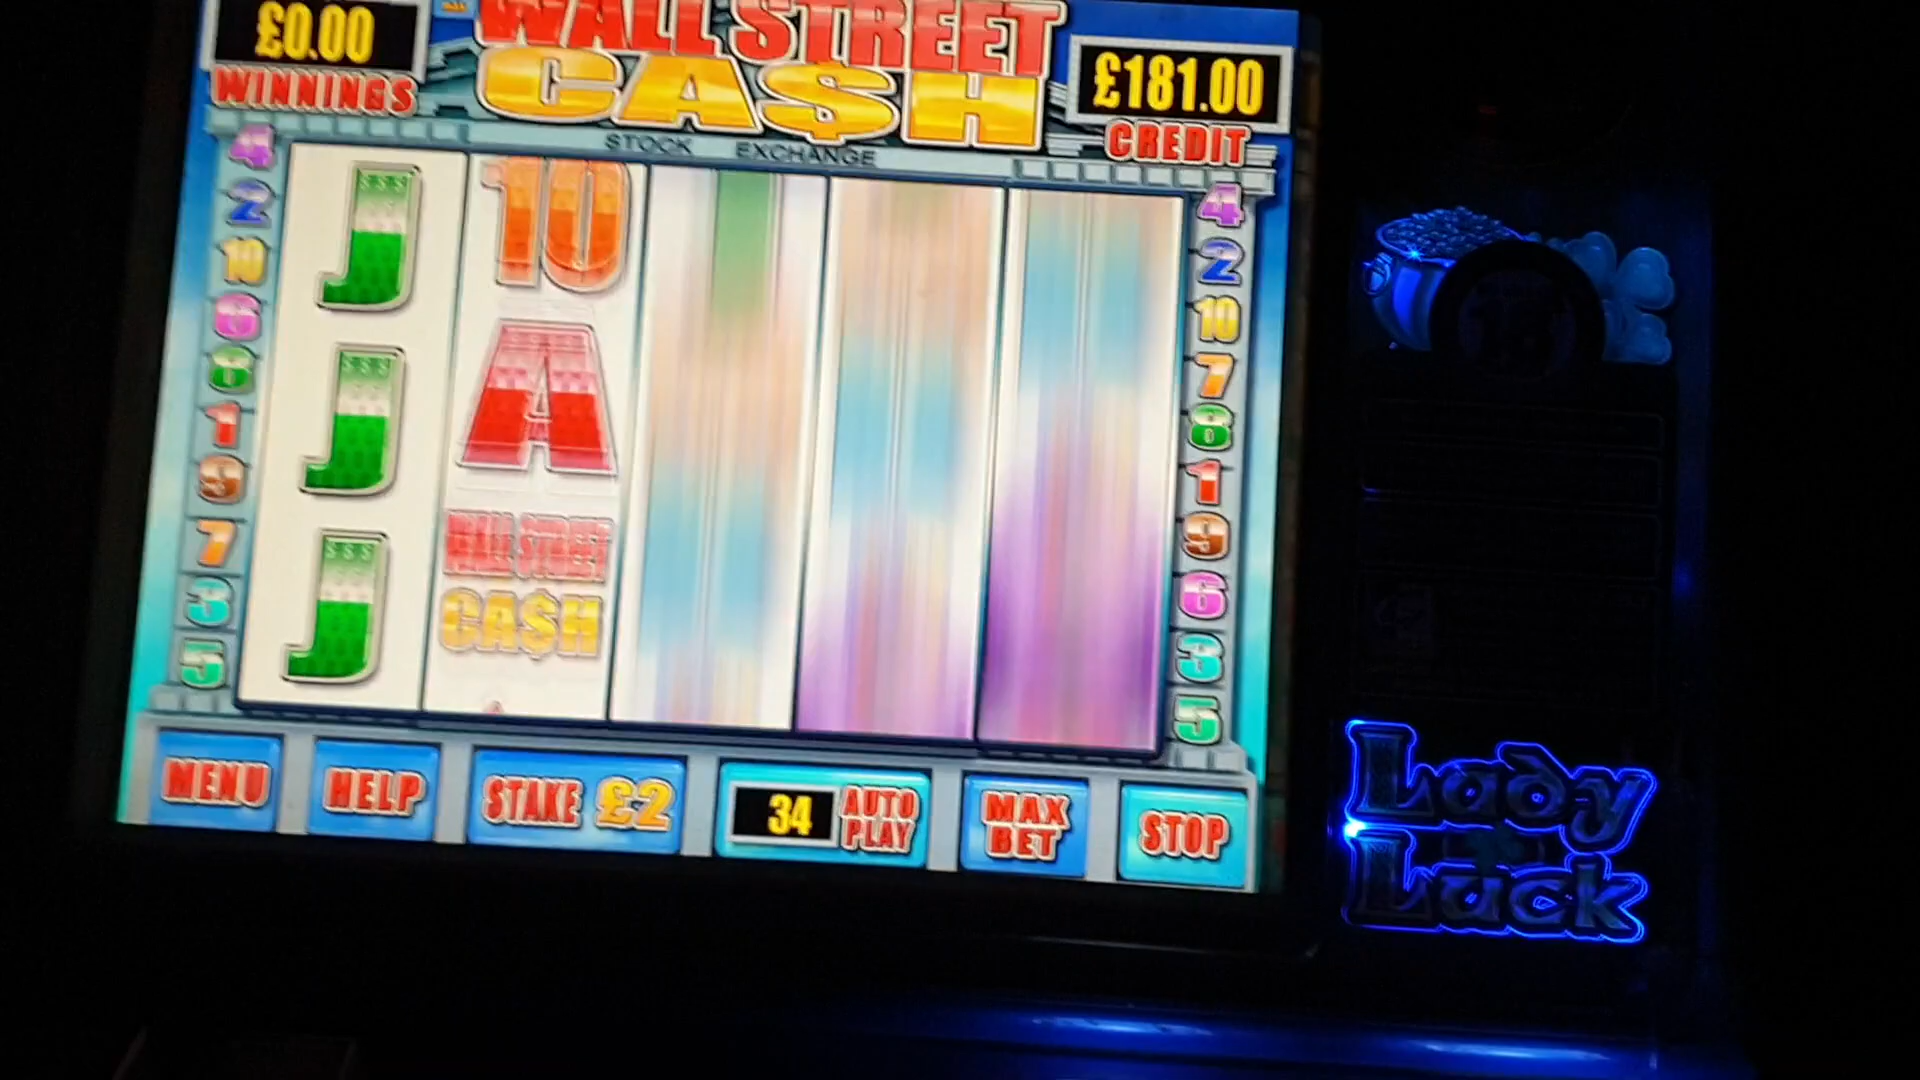 £0.00
WINNINGS
WALL STREET
CA$H
STOCK EXCHANGE
£181.00
CREDIT
4
2
10
6
8
1
9
7
3
5
J
J
J
10
A
WALL STREET
CA$H
4
2
10
7
8
1
9
6
3
5
MENU
HELP
STAKE £2
34
AUTO
PLAY
MAX
BET
STOP
Lady
Luck